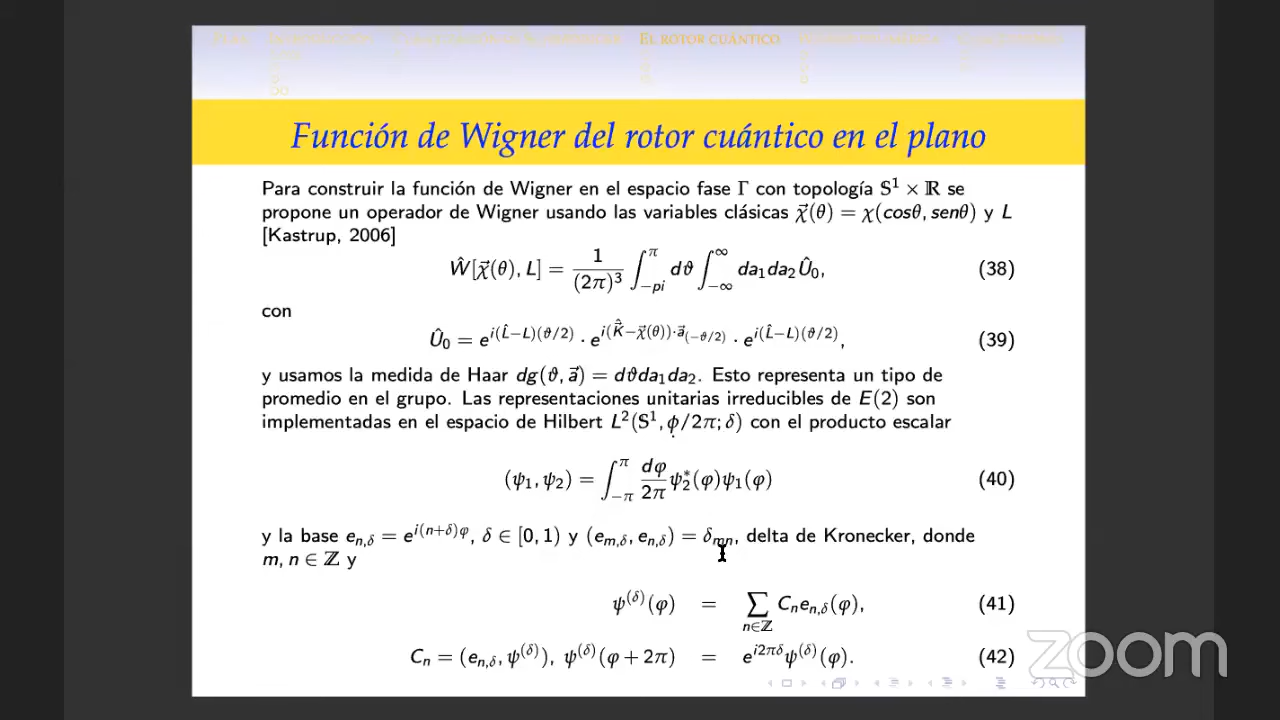 EL ROTOR CUÁNTICO
Función de Wigner del rotor cuántico en el plano
Para construir la función de Wigner en el espacio fase Γ con topología 𝕊¹ × ℝ se
propone un operador de Wigner usando las variables clásicas χ⃗(θ) = χ(cosθ, senθ) y L
[Kastrup, 2006]
Ŵ[χ⃗(θ), L] = 1/(2π)³ ∫_{−pi}^{π} dϑ ∫_{−∞}^{∞} da₁da₂Û₀, (38)
con
Û₀ = e^{i(L̂−L)(ϑ/2)} · e^{i(K⃗̂−χ⃗(θ))·a⃗_{(−ϑ/2)}} · e^{i(L̂−L)(ϑ/2)}, (39)
y usamos la medida de Haar dg(ϑ, a⃗) = dϑda₁da₂. Esto representa un tipo de
promedio en el grupo. Las representaciones unitarias irreducibles de E(2) son
implementadas en el espacio de Hilbert L²(𝕊¹, ϕ/2π; δ) con el producto escalar
(ψ₁, ψ₂) = ∫_{−π}^{π} dφ/2π ψ₂*(φ)ψ₁(φ) (40)
y la base e_{n,δ} = e^{i(n+δ)φ}, δ ∈ [0, 1) y (e_{m,δ}, e_{n,δ}) = δ_{mn}, delta de Kronecker, donde
m, n ∈ ℤ y
ψ^{(δ)}(φ) = ∑_{n∈ℤ} C_n e_{n,δ}(φ), (41)
C_n = (e_{n,δ}, ψ^{(δ)}), ψ^{(δ)}(φ + 2π) = e^{i2πδ}ψ^{(δ)}(φ). (42)
zoom